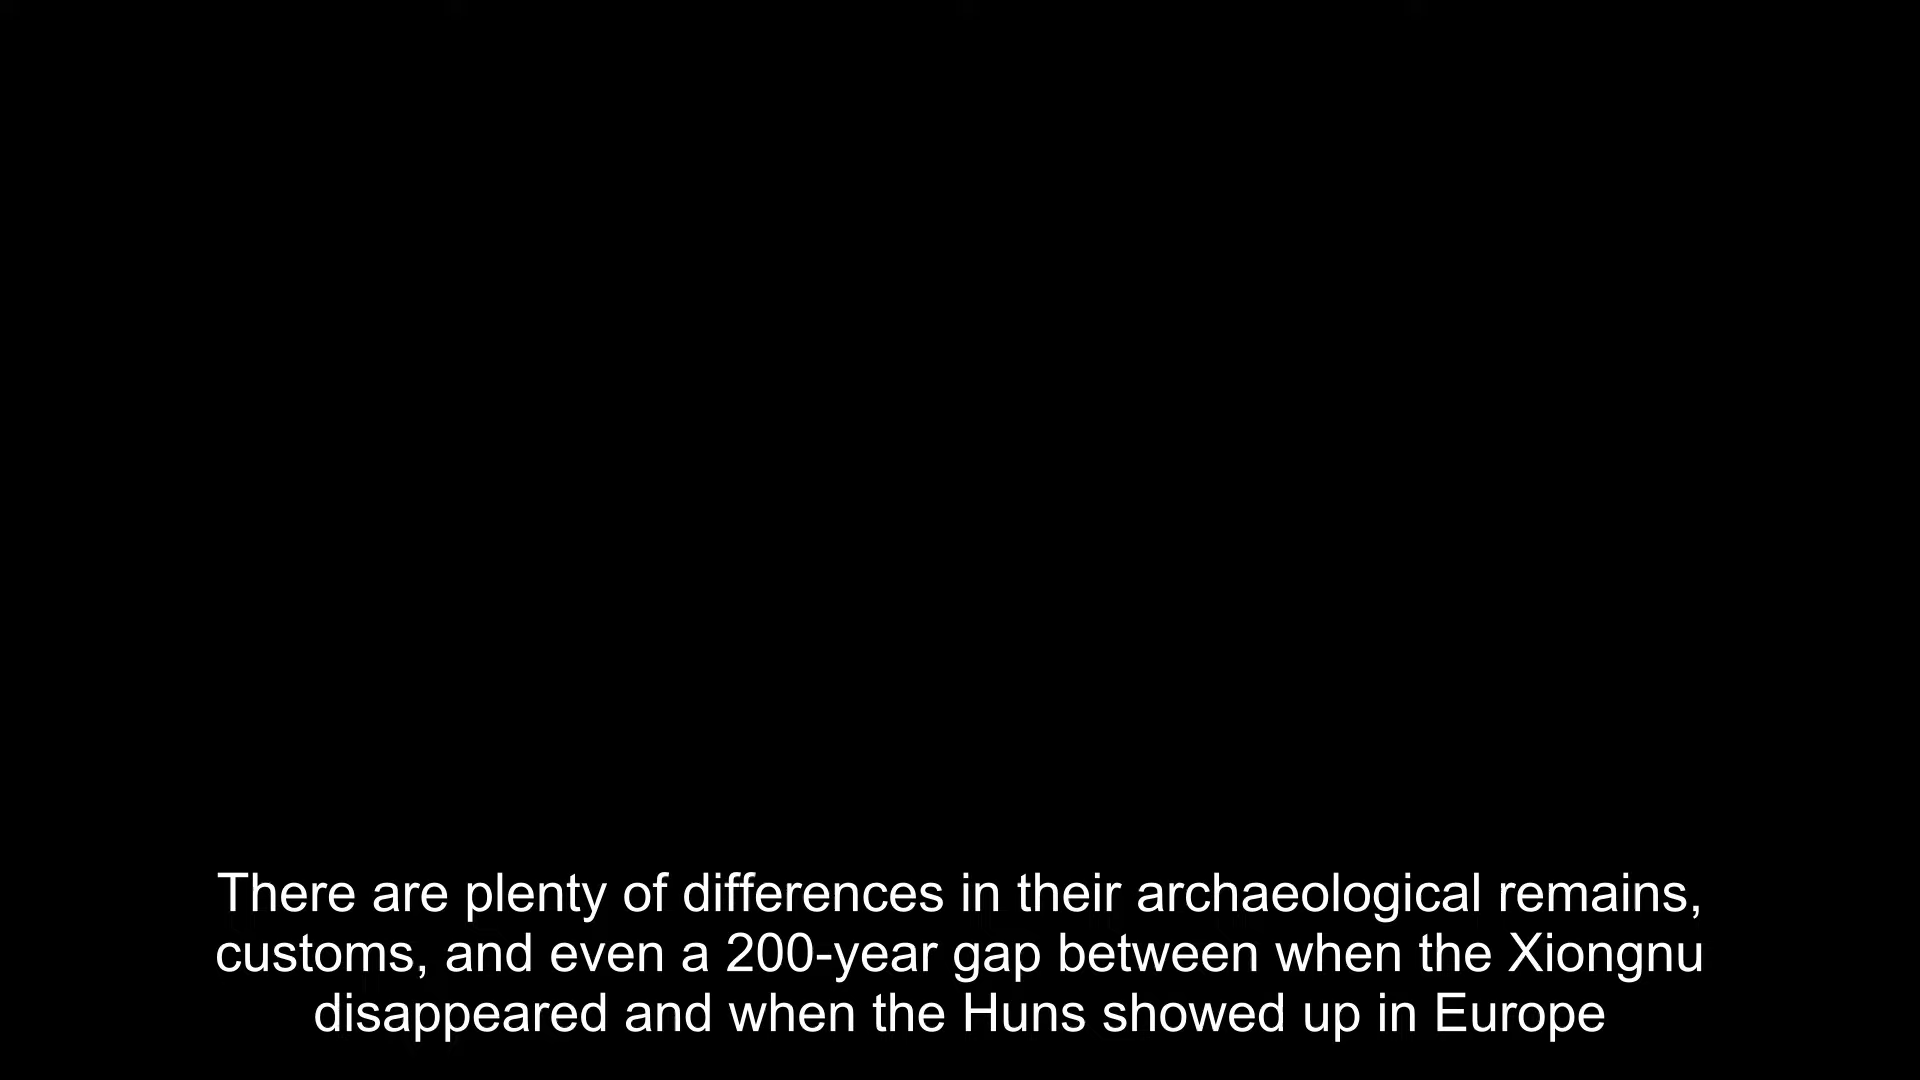 There are plenty of differences in their archaeological remains,
customs, and even a 200-year gap between when the Xiongnu
disappeared and when the Huns showed up in Europe